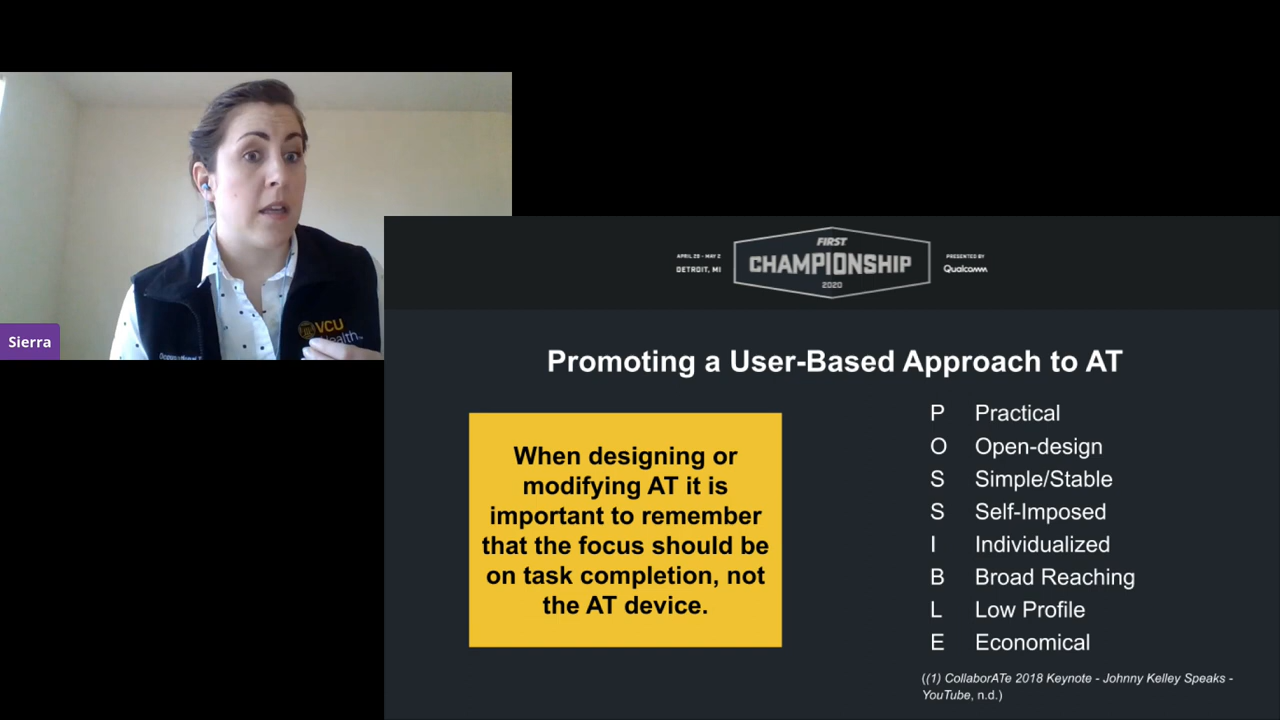 VCU
Health
Sierra
FIRST
APRIL 29 - MAY 2
DETROIT, MI
CHAMPIONSHIP
2020
PRESENTED BY
Qualcomm
Promoting a User-Based Approach to AT
When designing or
modifying AT it is
important to remember
that the focus should be
on task completion, not
the AT device.
P Practical
O Open-design
S Simple/Stable
S Self-Imposed
I Individualized
B Broad Reaching
L Low Profile
E Economical
((1) CollaborATe 2018 Keynote - Johnny Kelley Speaks -
YouTube, n.d.)